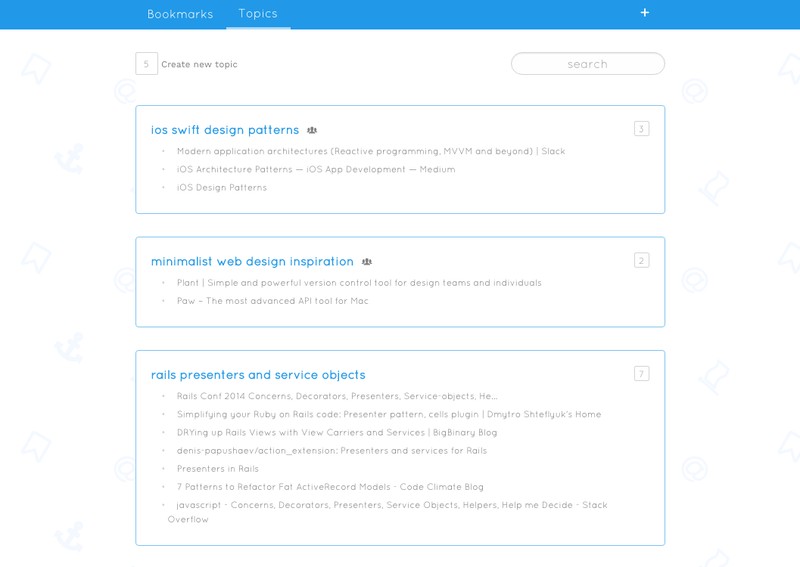 Bookmarks Topics +
5 Create new topic search
ios swift design patterns 3
• Modern application architectures (Reactive programming, MVVM and beyond) | Slack
• iOS Architecture Patterns — iOS App Development — Medium
• iOS Design Patterns
minimalist web design inspiration 2
• Plant | Simple and powerful version control tool for design teams and individuals
• Paw – The most advanced API tool for Mac
rails presenters and service objects 7
• Rails Conf 2014 Concerns, Decorators, Presenters, Service-objects, He...
• Simplifying your Ruby on Rails code: Presenter pattern, cells plugin | Dmytro Shteflyuk's Home
• DRYing up Rails Views with View Carriers and Services | BigBinary Blog
• denis-papushaev/action_extension: Presenters and services for Rails
• Presenters in Rails
• 7 Patterns to Refactor Fat ActiveRecord Models - Code Climate Blog
• javascript - Concerns, Decorators, Presenters, Service Objects, Helpers, Help me Decide - Stack
Overflow